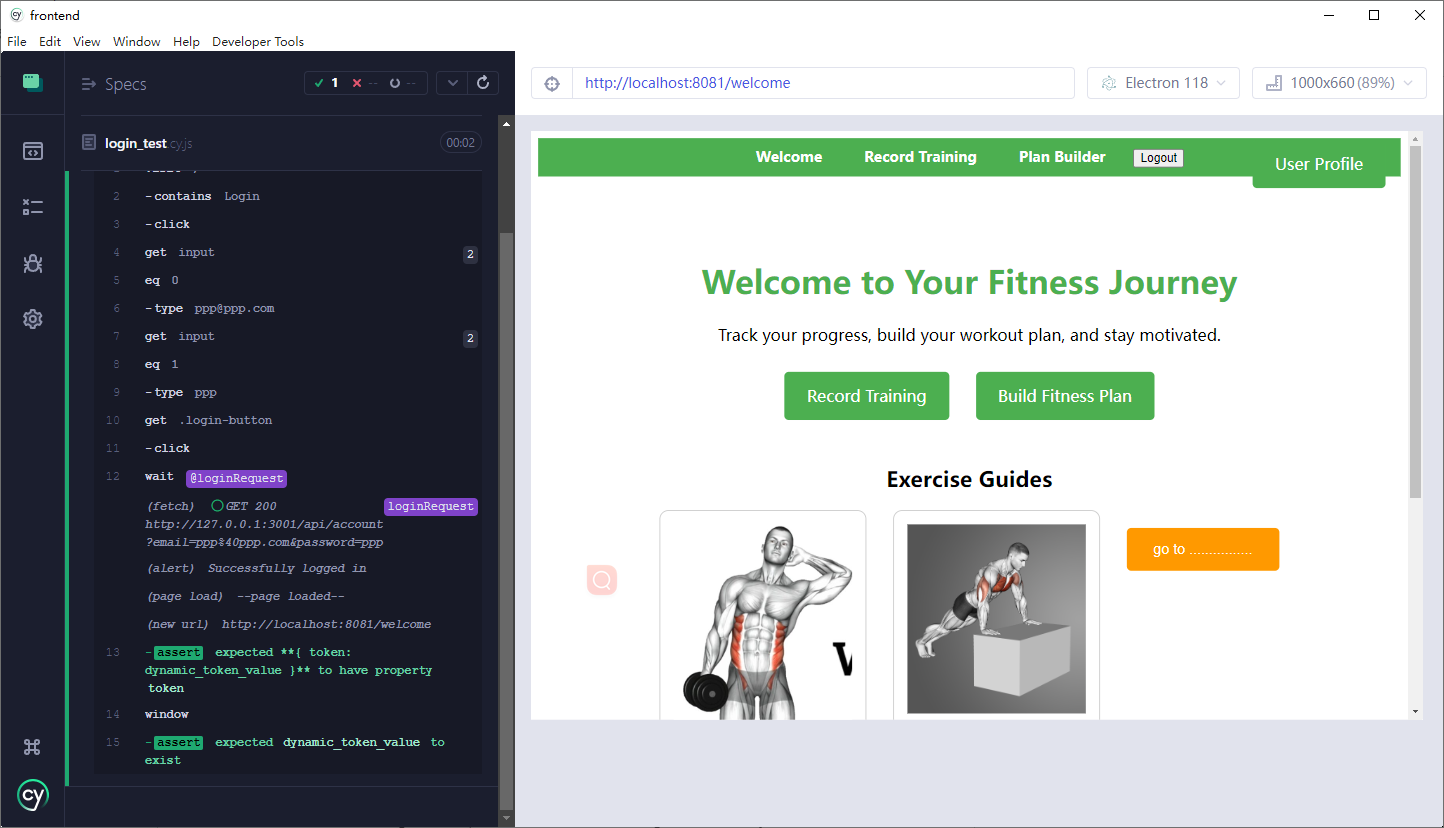 frontend
File Edit View Window Help Developer Tools
Specs
1 -- --
login_test.cy.js 00:02
2 -contains Login
3 -click
4 get input 2
5 eq 0
6 -type ppp@ppp.com
7 get input 2
8 eq 1
9 -type ppp
10 get .login-button
11 -click
12 wait @loginRequest
(fetch) GET 200 loginRequest
http://127.0.0.1:3001/api/account
?email=ppp%40ppp.com&password=ppp
(alert) Successfully logged in
(page load) --page loaded--
(new url) http://localhost:8081/welcome
13 -assert expected **{ token:
dynamic_token_value }** to have property
token
14 window
15 -assert expected dynamic_token_value to
exist
cy
http://localhost:8081/welcome
Electron 118
1000x660 (89%)
Welcome Record Training Plan Builder Logout User Profile
Welcome to Your Fitness Journey
Track your progress, build your workout plan, and stay motivated.
Record Training Build Fitness Plan
Exercise Guides
go to ................